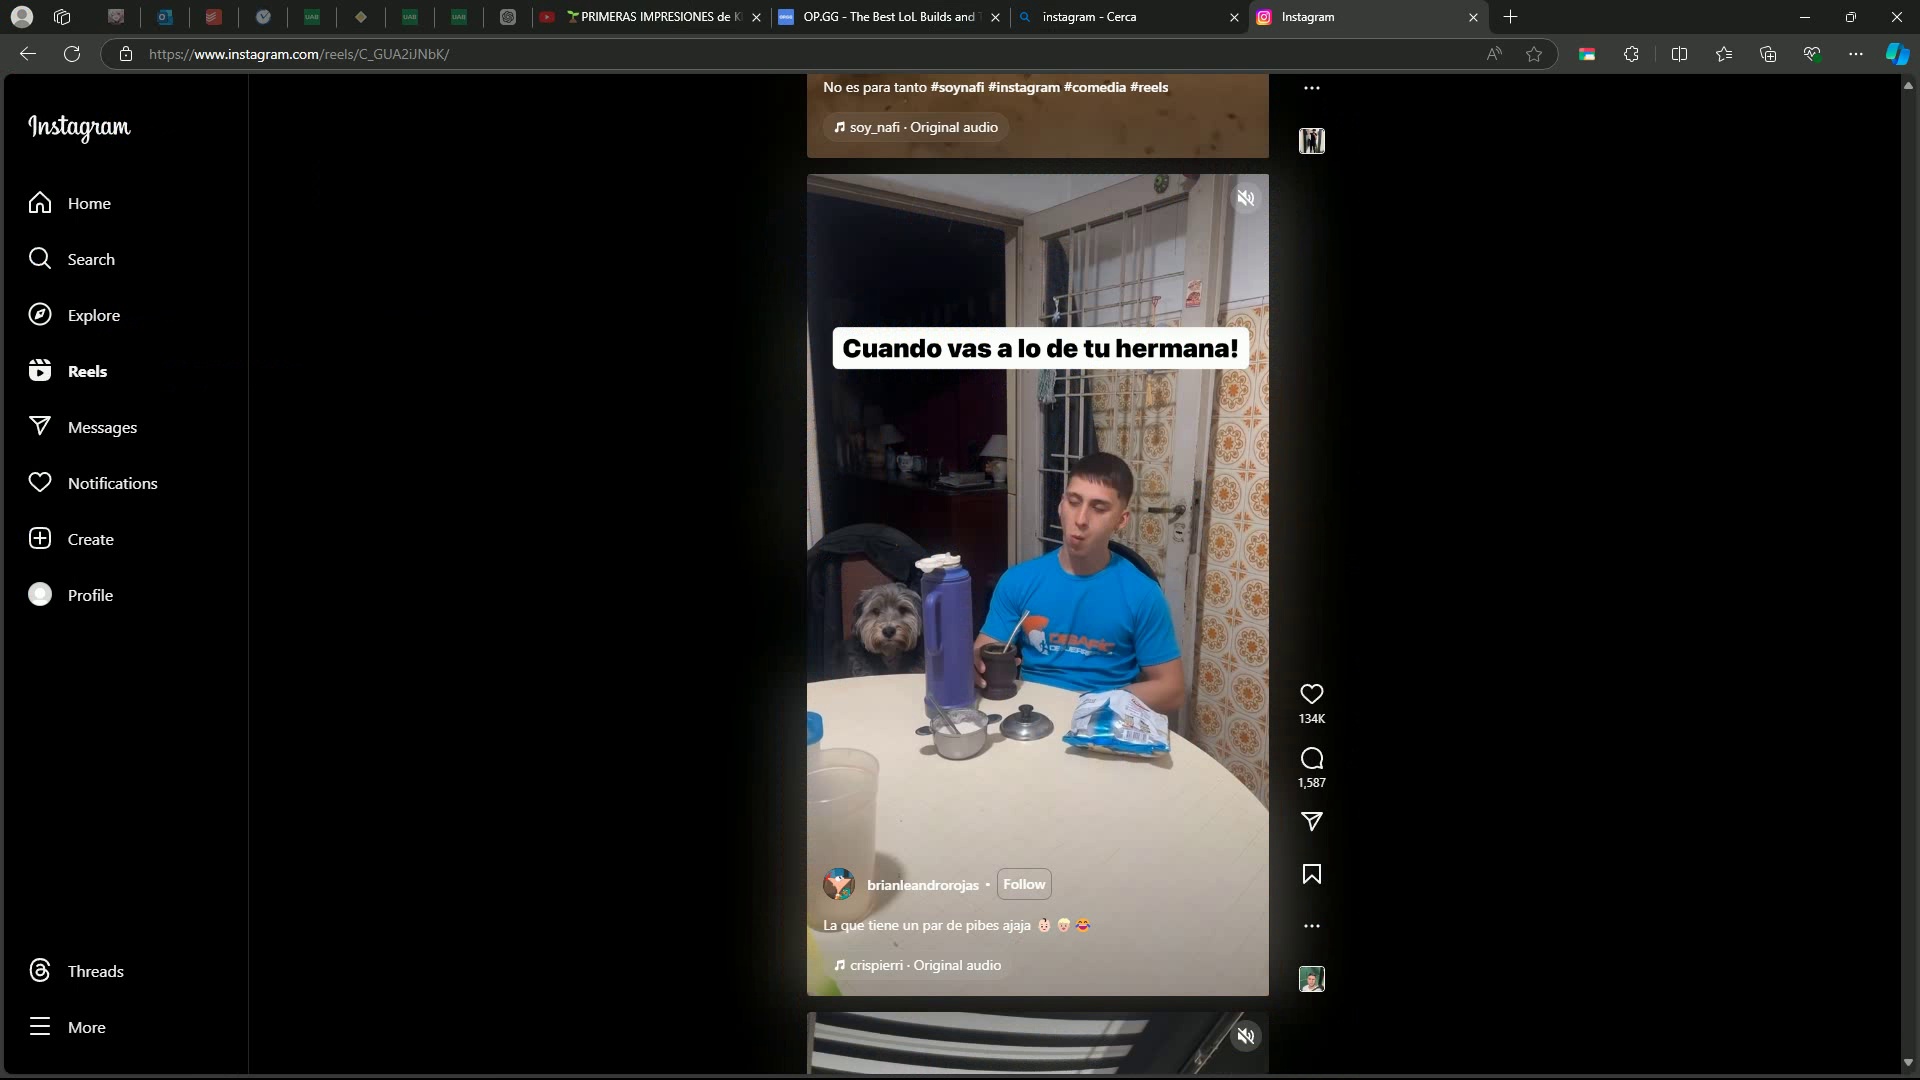 PRIMERAS IMPRESIONES de K
OP.GG - The Best LoL Builds and T
instagram - Cerca
Instagram
https://www.instagram.com/reels/C_GUA2iJNbK/
Instagram
Home
Search
Explore
Reels
Messages
Notifications
Create
Profile
Threads
More
No es para tanto #soynafi #instagram #comedia #reels
soy_nafi · Original audio
Cuando vas a lo de tu hermana!
134K
1,587
brianleandrorojas • Follow
La que tiene un par de pibes ajaja 👶🏻 👱🏼 😂
crispierri · Original audio